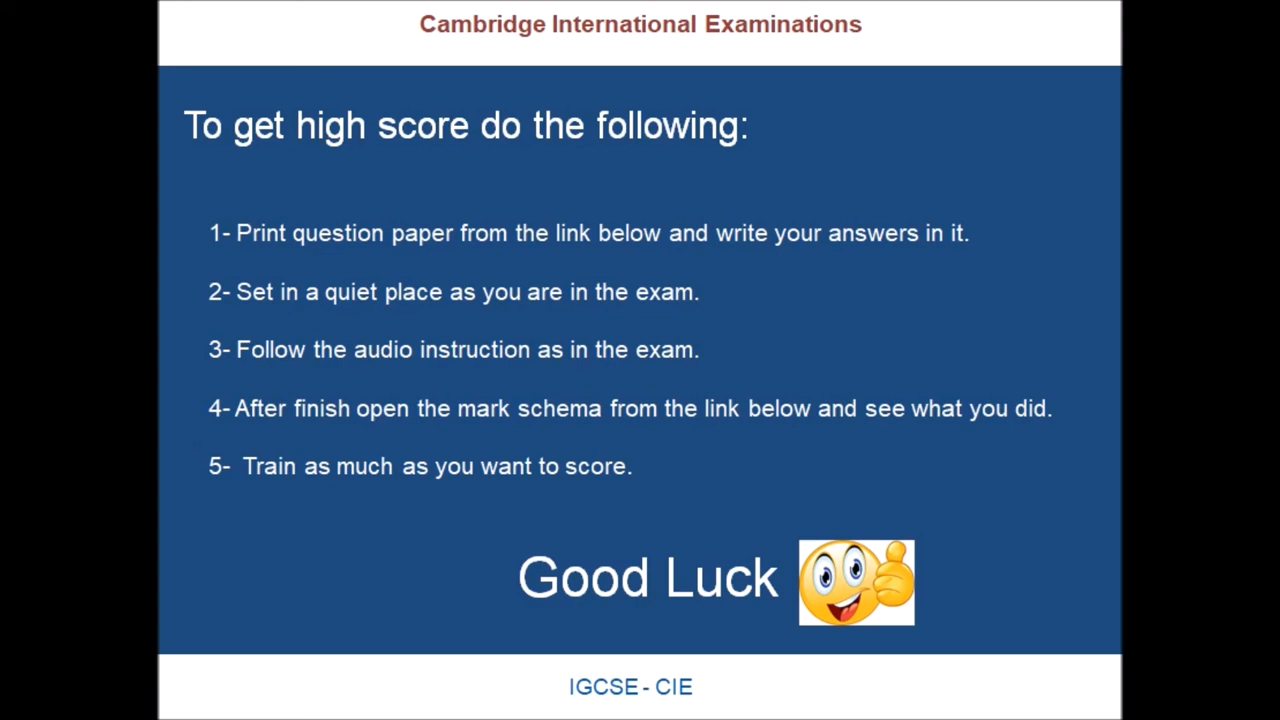 Cambridge International Examinations
To get high score do the following:
1- Print question paper from the link below and write your answers in it.
2- Set in a quiet place as you are in the exam.
3- Follow the audio instruction as in the exam.
4- After finish open the mark schema from the link below and see what you did.
5- Train as much as you want to score.
Good Luck
IGCSE - CIE